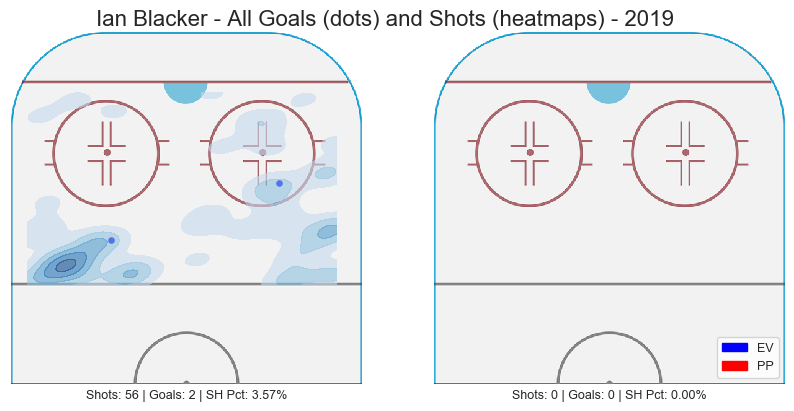 Ian Blacker - All Goals (dots) and Shots (heatmaps) - 2019
EV
PP
Shots: 56 | Goals: 2 | SH Pct: 3.57%
Shots: 0 | Goals: 0 | SH Pct: 0.00%